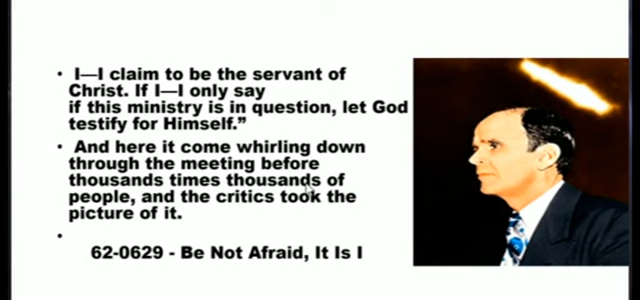 • I—I claim to be the servant of
Christ. If I—I only say
if this ministry is in question, let God
testify for Himself.”
• And here it come whirling down
through the meeting before
thousands times thousands of
people, and the critics took the
picture of it.
•
62-0629 - Be Not Afraid, It Is I